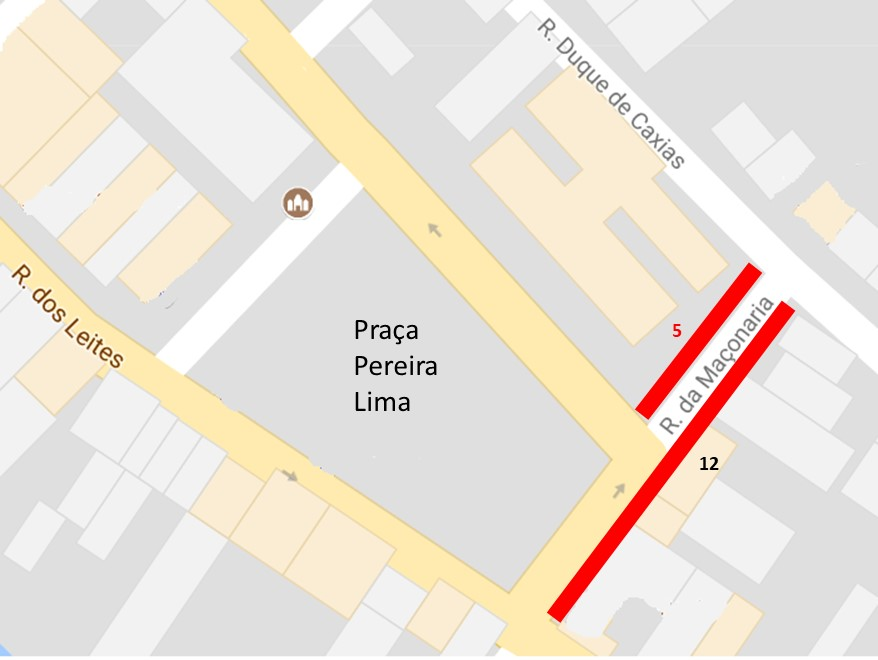 R. Duque de Caxias
R. dos Leites
Praça
Pereira
Lima
5
R. da Maçonaria
12